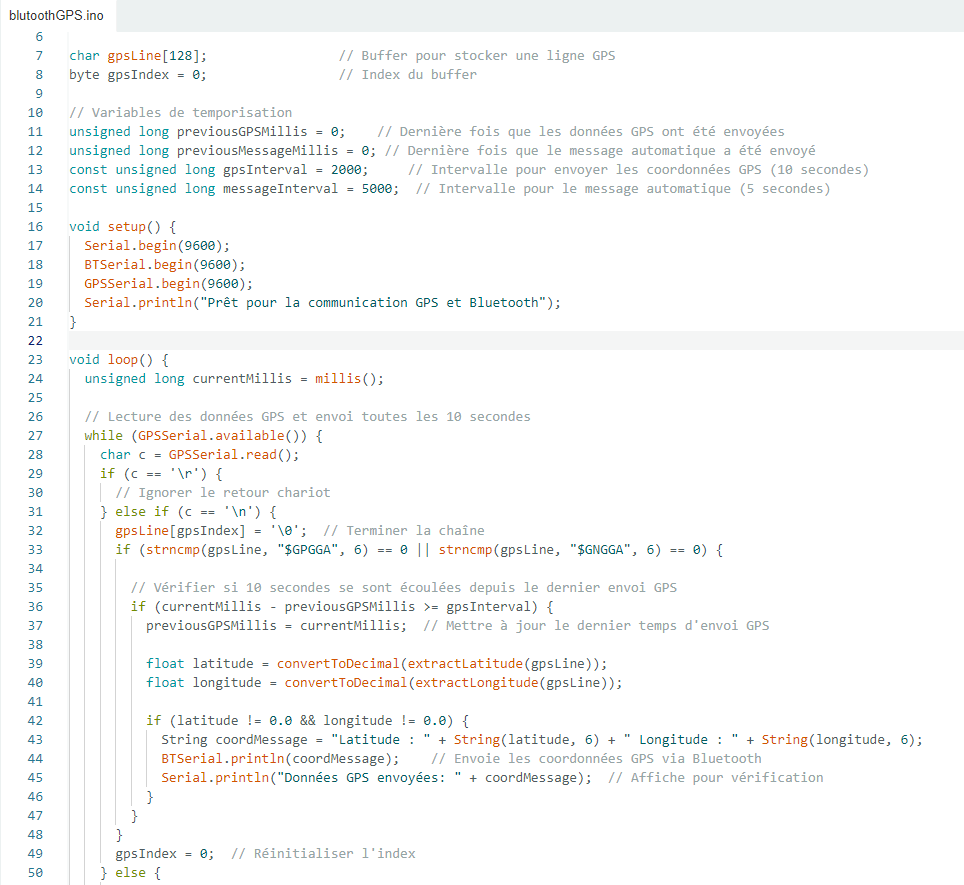 blutoothGPS.ino
6
7 char gpsLine[128];                 // Buffer pour stocker une ligne GPS
8 byte gpsIndex = 0;                 // Index du buffer
9
10 // Variables de temporisation
11 unsigned long previousGPSMillis = 0;    // Dernière fois que les données GPS ont été envoyées
12 unsigned long previousMessageMillis = 0; // Dernière fois que le message automatique a été envoyé
13 const unsigned long gpsInterval = 2000;     // Intervalle pour envoyer les coordonnées GPS (10 secondes)
14 const unsigned long messageInterval = 5000;  // Intervalle pour le message automatique (5 secondes)
15
16 void setup() {
17   Serial.begin(9600);
18   BTSerial.begin(9600);
19   GPSSerial.begin(9600);
20   Serial.println("Prêt pour la communication GPS et Bluetooth");
21 }
22
23 void loop() {
24   unsigned long currentMillis = millis();
25
26   // Lecture des données GPS et envoi toutes les 10 secondes
27   while (GPSSerial.available()) {
28     char c = GPSSerial.read();
29     if (c == '\r') {
30       // Ignorer le retour chariot
31     } else if (c == '\n') {
32       gpsLine[gpsIndex] = '\0';  // Terminer la chaîne
33       if (strncmp(gpsLine, "$GPGGA", 6) == 0 || strncmp(gpsLine, "$GNGGA", 6) == 0) {
34
35         // Vérifier si 10 secondes se sont écoulées depuis le dernier envoi GPS
36         if (currentMillis - previousGPSMillis >= gpsInterval) {
37           previousGPSMillis = currentMillis;  // Mettre à jour le dernier temps d'envoi GPS
38
39           float latitude = convertToDecimal(extractLatitude(gpsLine));
40           float longitude = convertToDecimal(extractLongitude(gpsLine));
41
42           if (latitude != 0.0 && longitude != 0.0) {
43             String coordMessage = "Latitude : " + String(latitude, 6) + " Longitude : " + String(longitude, 6);
44             BTSerial.println(coordMessage);    // Envoie les coordonnées GPS via Bluetooth
45             Serial.println("Données GPS envoyées: " + coordMessage);  // Affiche pour vérification
46           }
47         }
48       }
49       gpsIndex = 0;  // Réinitialiser l'index
50     } else {